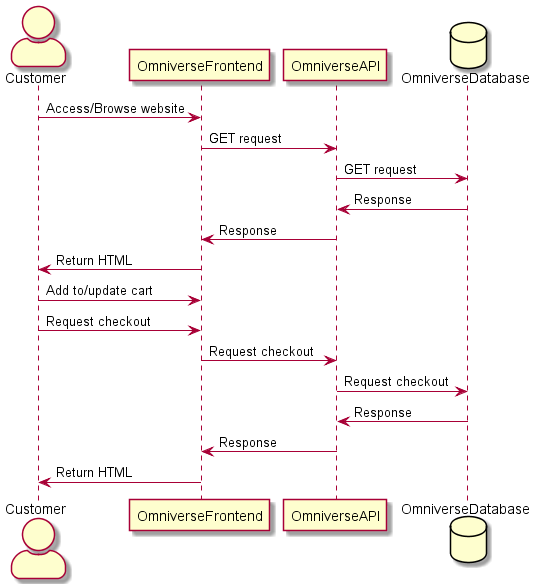 Customer
OmniverseFrontend
OmniverseAPI
OmniverseDatabase
Access/Browse website
GET request
GET request
Response
Response
Return HTML
Add to/update cart
Request checkout
Request checkout
Request checkout
Response
Response
Return HTML
Customer
OmniverseFrontend
OmniverseAPI
OmniverseDatabase